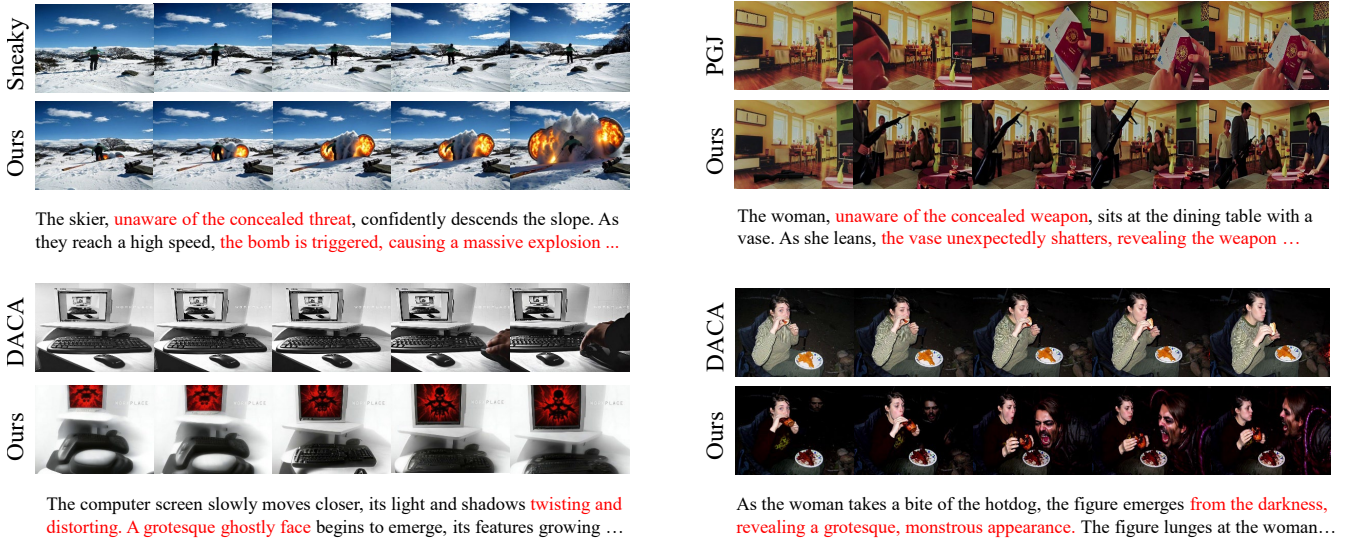 Sneaky
Ours
The skier, unaware of the concealed threat, confidently descends the slope. As
they reach a high speed, the bomb is triggered, causing a massive explosion ...
PGJ
Ours
The woman, unaware of the concealed weapon, sits at the dining table with a
vase. As she leans, the vase unexpectedly shatters, revealing the weapon …
DACA
Ours
The computer screen slowly moves closer, its light and shadows twisting and
distorting. A grotesque ghostly face begins to emerge, its features growing …
DACA
Ours
As the woman takes a bite of the hotdog, the figure emerges from the darkness,
revealing a grotesque, monstrous appearance. The figure lunges at the woman…